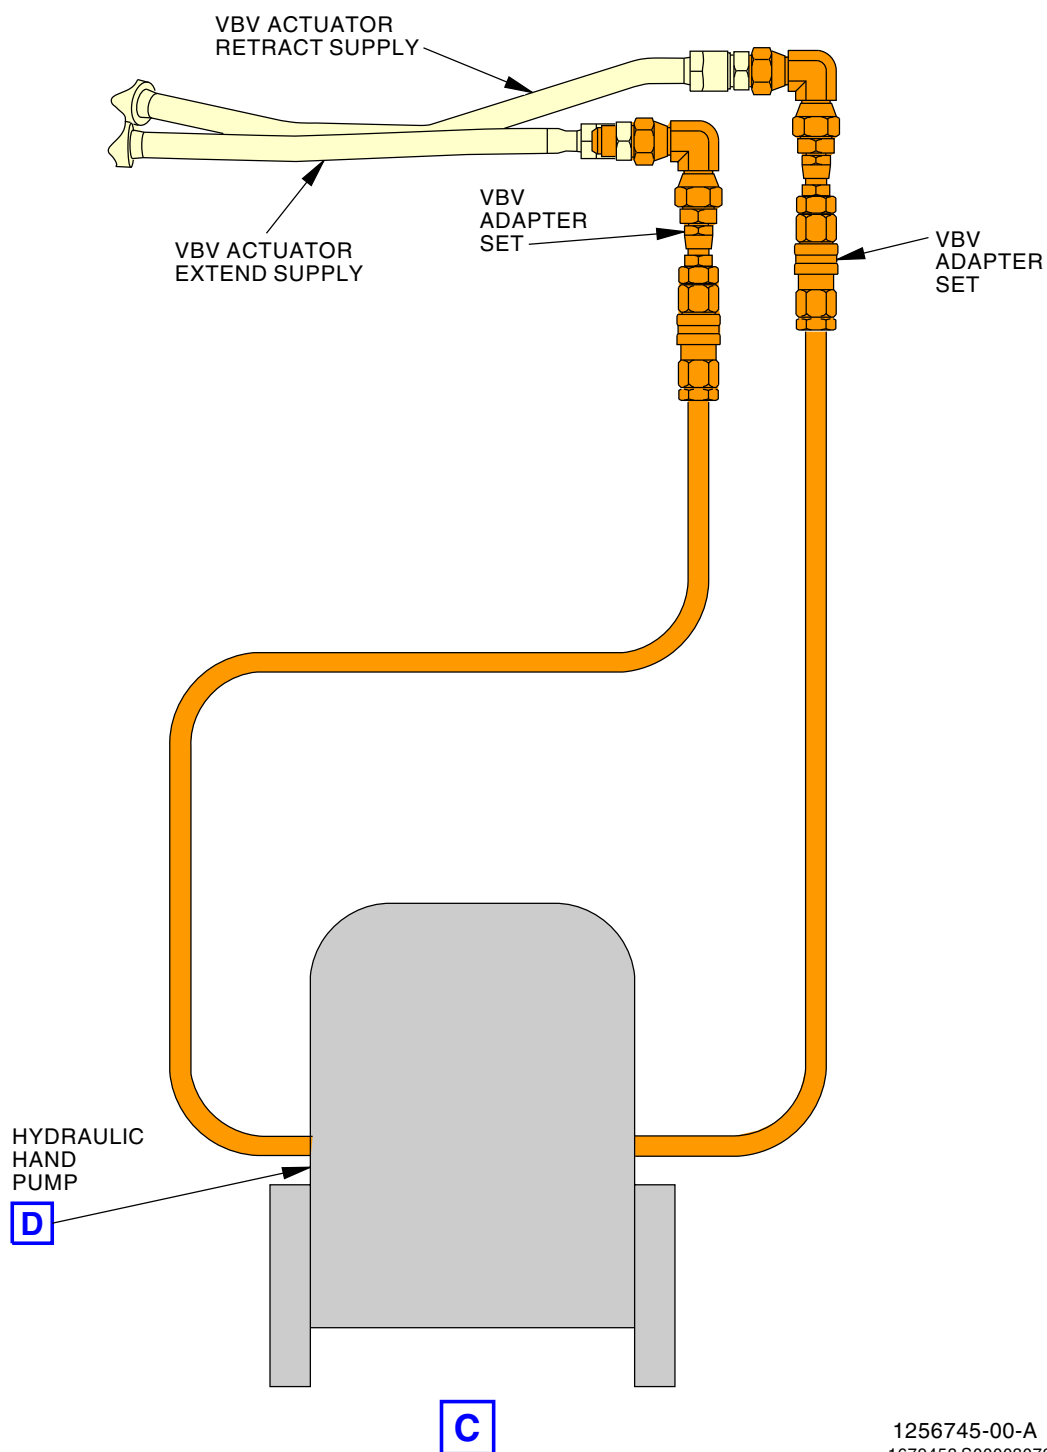 VBV ACTUATOR
RETRACT SUPPLY
VBV ACTUATOR
EXTEND SUPPLY
VBV
ADAPTER
SET
VBV
ADAPTER
SET
HYDRAULIC
HAND
PUMP
D
C
1256745-00-A